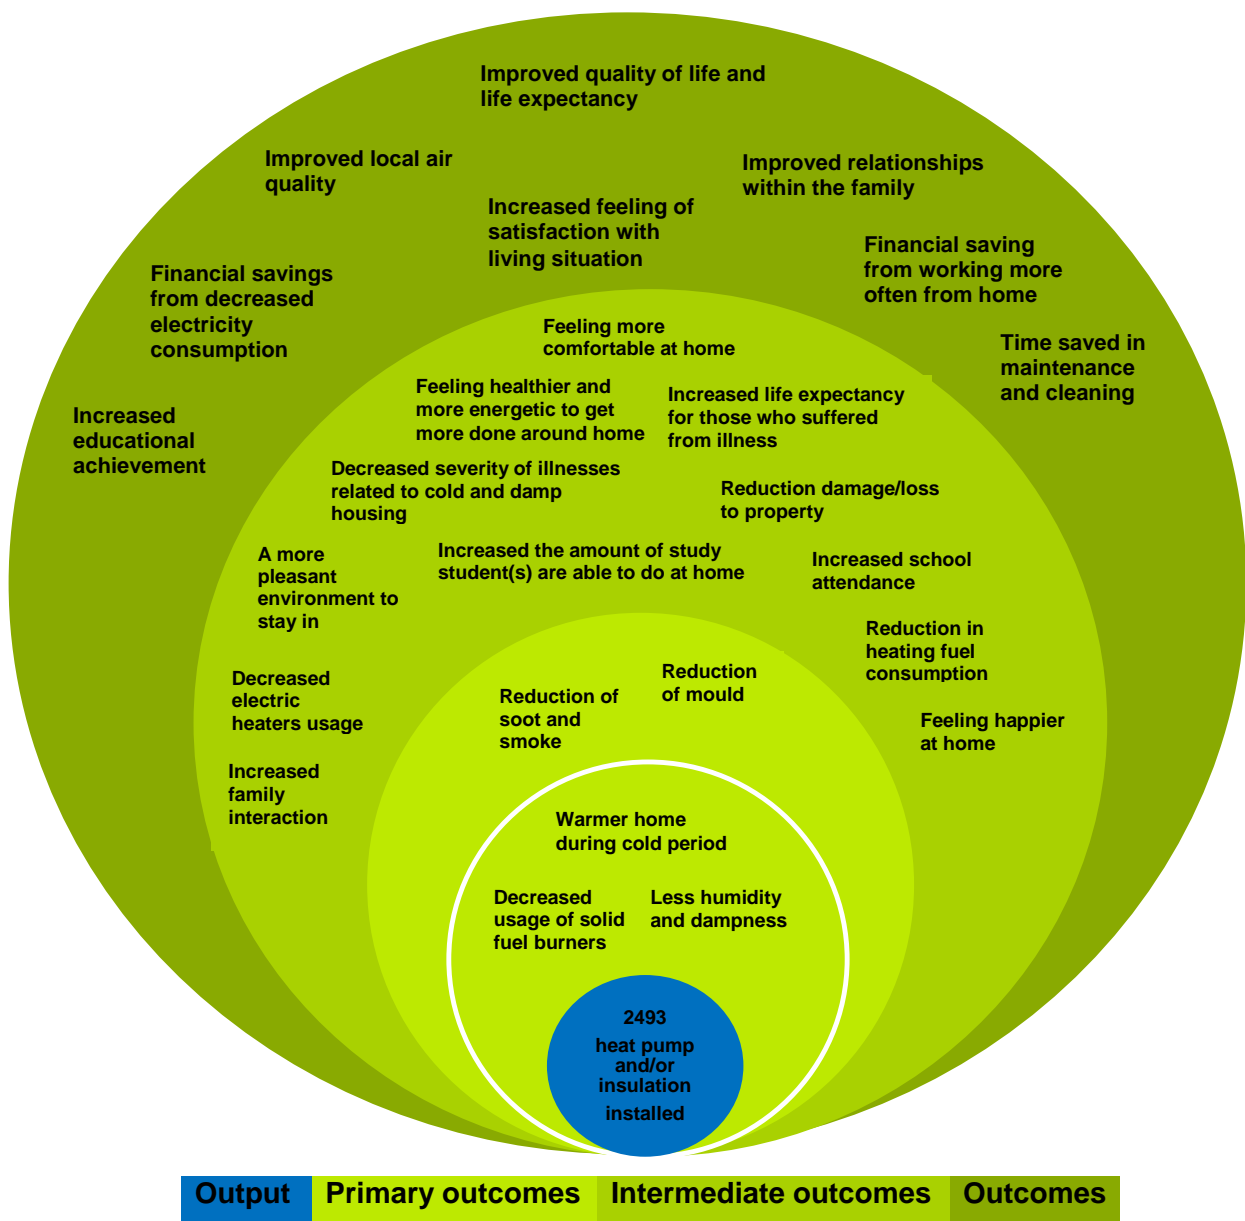 Improved quality of life and
life expectancy
Improved local air
quality
Improved relationships
within the family
Increased feeling of
satisfaction with
living situation
Financial saving
from working more
often from home
Financial savings
from decreased
electricity
consumption
Time saved in
maintenance
and cleaning
Increased
educational
achievement
Feeling more
comfortable at home
Feeling healthier and
more energetic to get
more done around home
Increased life expectancy
for those who suffered
from illness
Decreased severity of illnesses
related to cold and damp
housing
Reduction damage/loss
to property
A more
pleasant
environment to
stay in
Increased the amount of study
student(s) are able to do at home
Increased school
attendance
Reduction in
heating fuel
consumption
Decreased
electric
heaters usage
Feeling happier
at home
Increased
family
interaction
Reduction of
soot and
smoke
Reduction
of mould
Warmer home
during cold period
Decreased
usage of solid
fuel burners
Less humidity
and dampness
2493
heat pump
and/or
insulation
installed
Output Primary outcomes Intermediate outcomes Outcomes